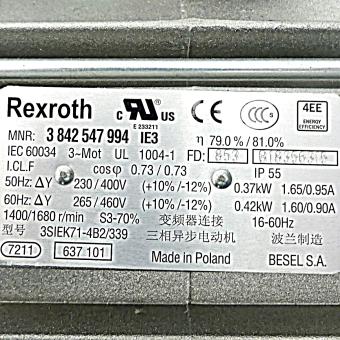 Rexroth c RU US CE CCC 4EE
E 233211 ENERGY EFFICIENCY
MNR: 3 842 547 994 IE3 η 79.0% / 81.0%
IEC 60034 3~Mot UL 1004-1 FD:
I.CL.F cosφ 0.73 / 0.73 IP 55
50Hz: ΔY 230 / 400V (+10% /-12%) 0.37kW 1.65/0.95A
60Hz: ΔY 265 / 460V (+10% /-12%) 0.42kW 1.60/0.90A
1400/1680 r/min S3-70% 变频器连接 16-60Hz
型号 3SIEK71-4B2/339 三相异步电动机 波兰制造
7211 637 101 Made in Poland BESEL S.A.